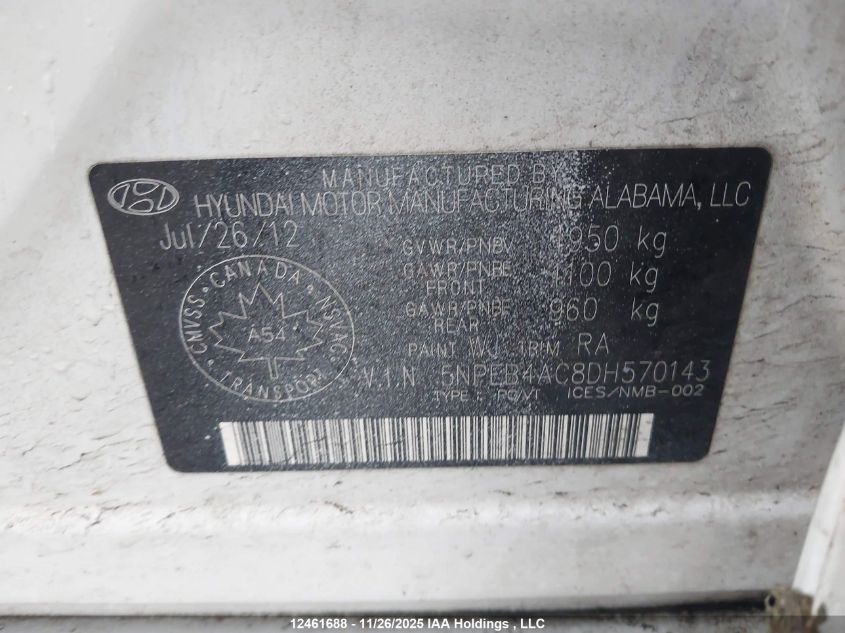 MANUFACTURED BY
HYUNDAI MOTOR MANUFACTURING ALABAMA, LLC
Jul/26/12
GVWR/PNBV 1950 kg
GAWR/PNBE 1100 kg
FRONT
GAWR/PNBE 960 kg
REAR
PAINT WJ TRIM RA
V.I.N 5NPEB4AC8DH570143
TYPE : PC/VT ICES/NMB-002
CMVSS · CANADA · NSVAC
A54
TRANSPORT
12461688 - 11/26/2025 IAA Holdings , LLC